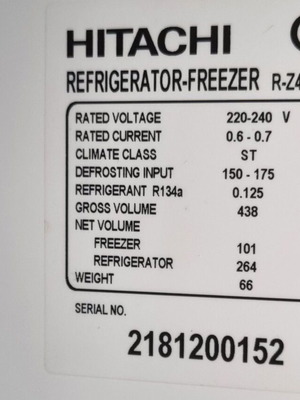 HITACHI
REFRIGERATOR-FREEZER R-Z4
RATED VOLTAGE 220-240 V
RATED CURRENT 0.6 - 0.7
CLIMATE CLASS ST
DEFROSTING INPUT 150 - 175
REFRIGERANT R134a 0.125
GROSS VOLUME 438
NET VOLUME
FREEZER 101
REFRIGERATOR 264
WEIGHT 66
SERIAL NO.
2181200152